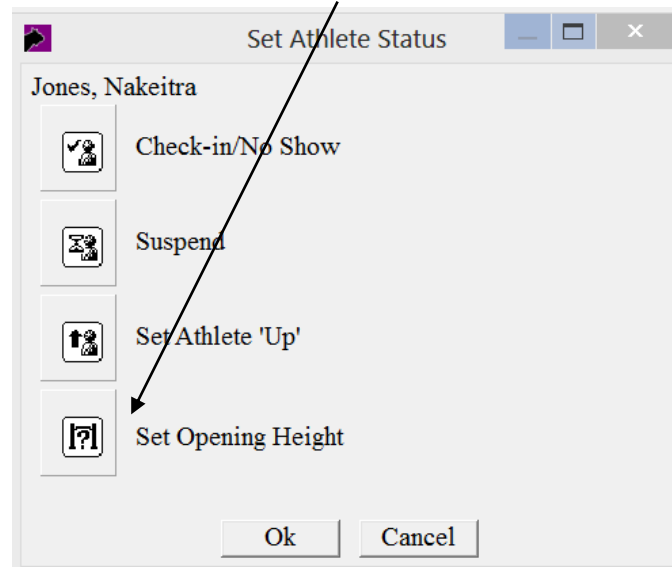 Set Athlete Status
Jones, Nakeitra
Check-in/No Show
Suspend
Set Athlete 'Up'
Set Opening Height
Ok Cancel